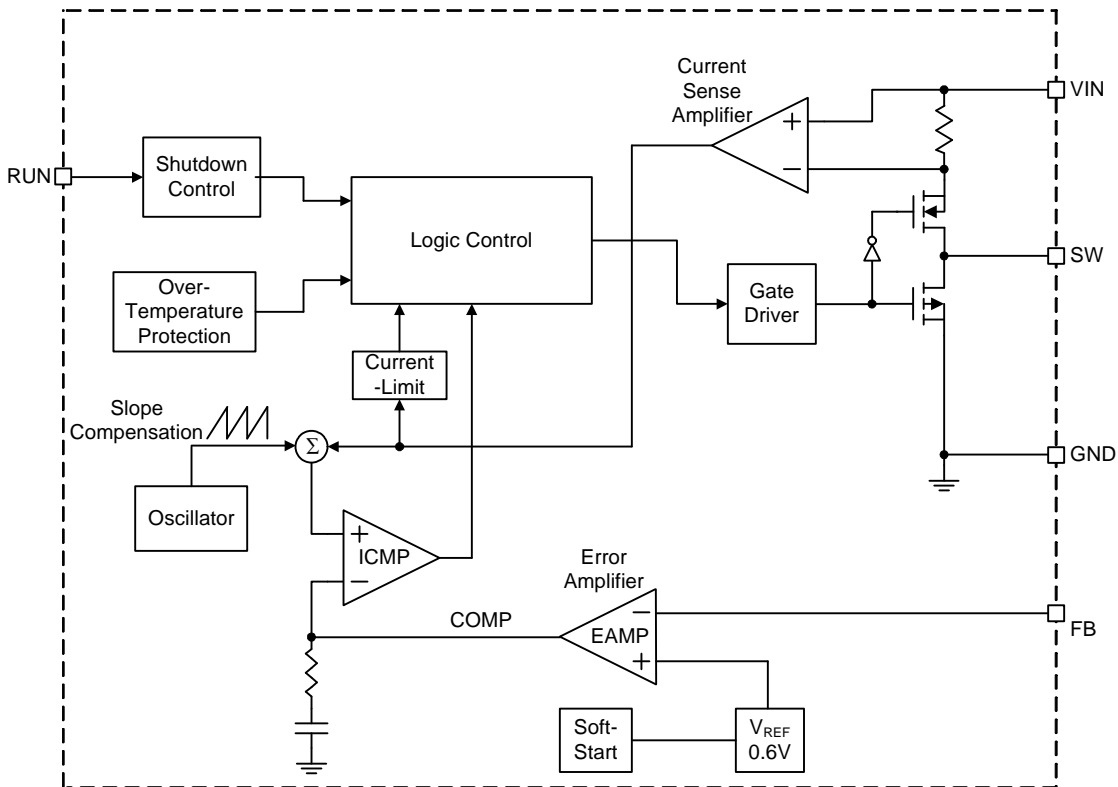 Current
Sense
Amplifier
+
−
VIN
RUN
Shutdown
Control
Logic Control
SW
Over-
Temperature
Protection
Gate
Driver
Current
-Limit
Slope
Compensation
Σ
GND
Oscillator
+
ICMP
−
Error
Amplifier
COMP
−
EAMP
+
FB
Soft-
Start
VREF
0.6V